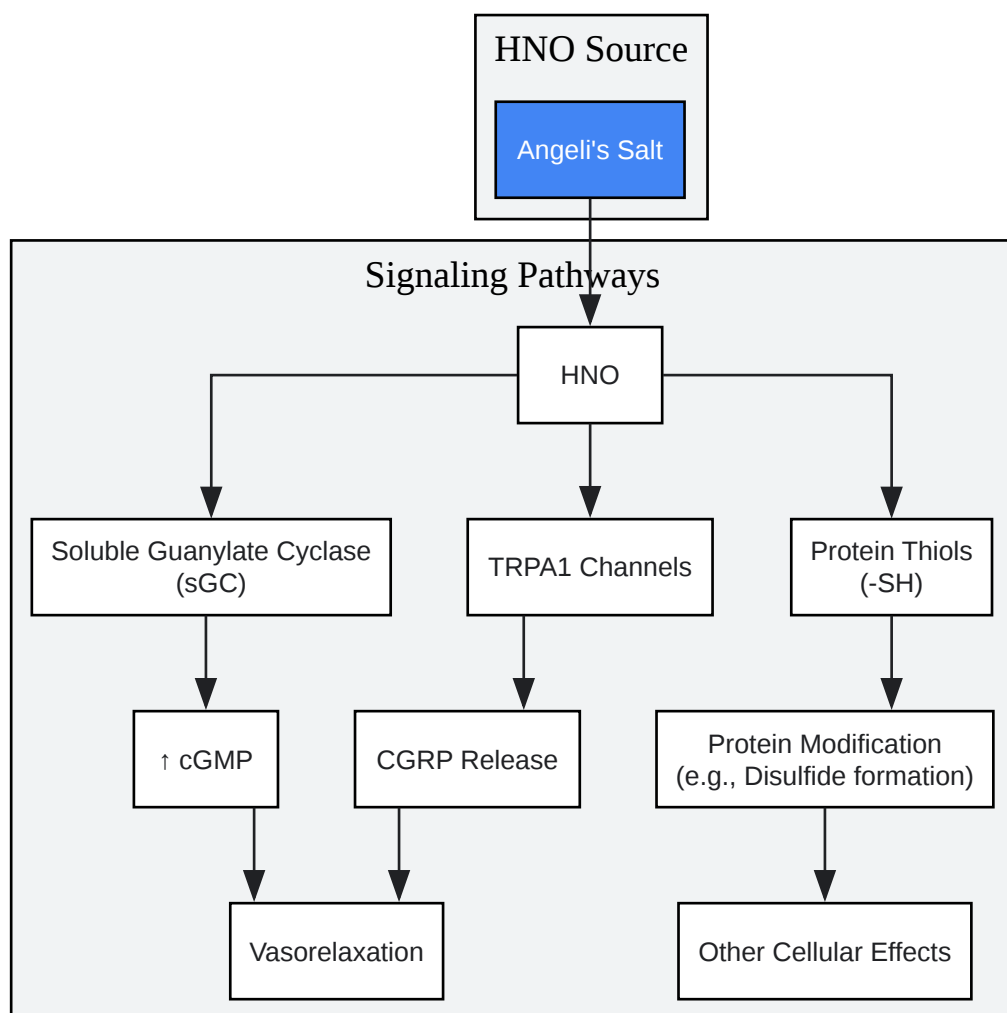 HNO Source
Angeli's Salt
Signaling Pathways
HNO
Soluble Guanylate Cyclase
(sGC)
TRPA1 Channels
Protein Thiols
(-SH)
↑ cGMP
CGRP Release
Protein Modification
(e.g., Disulfide formation)
Vasorelaxation
Other Cellular Effects